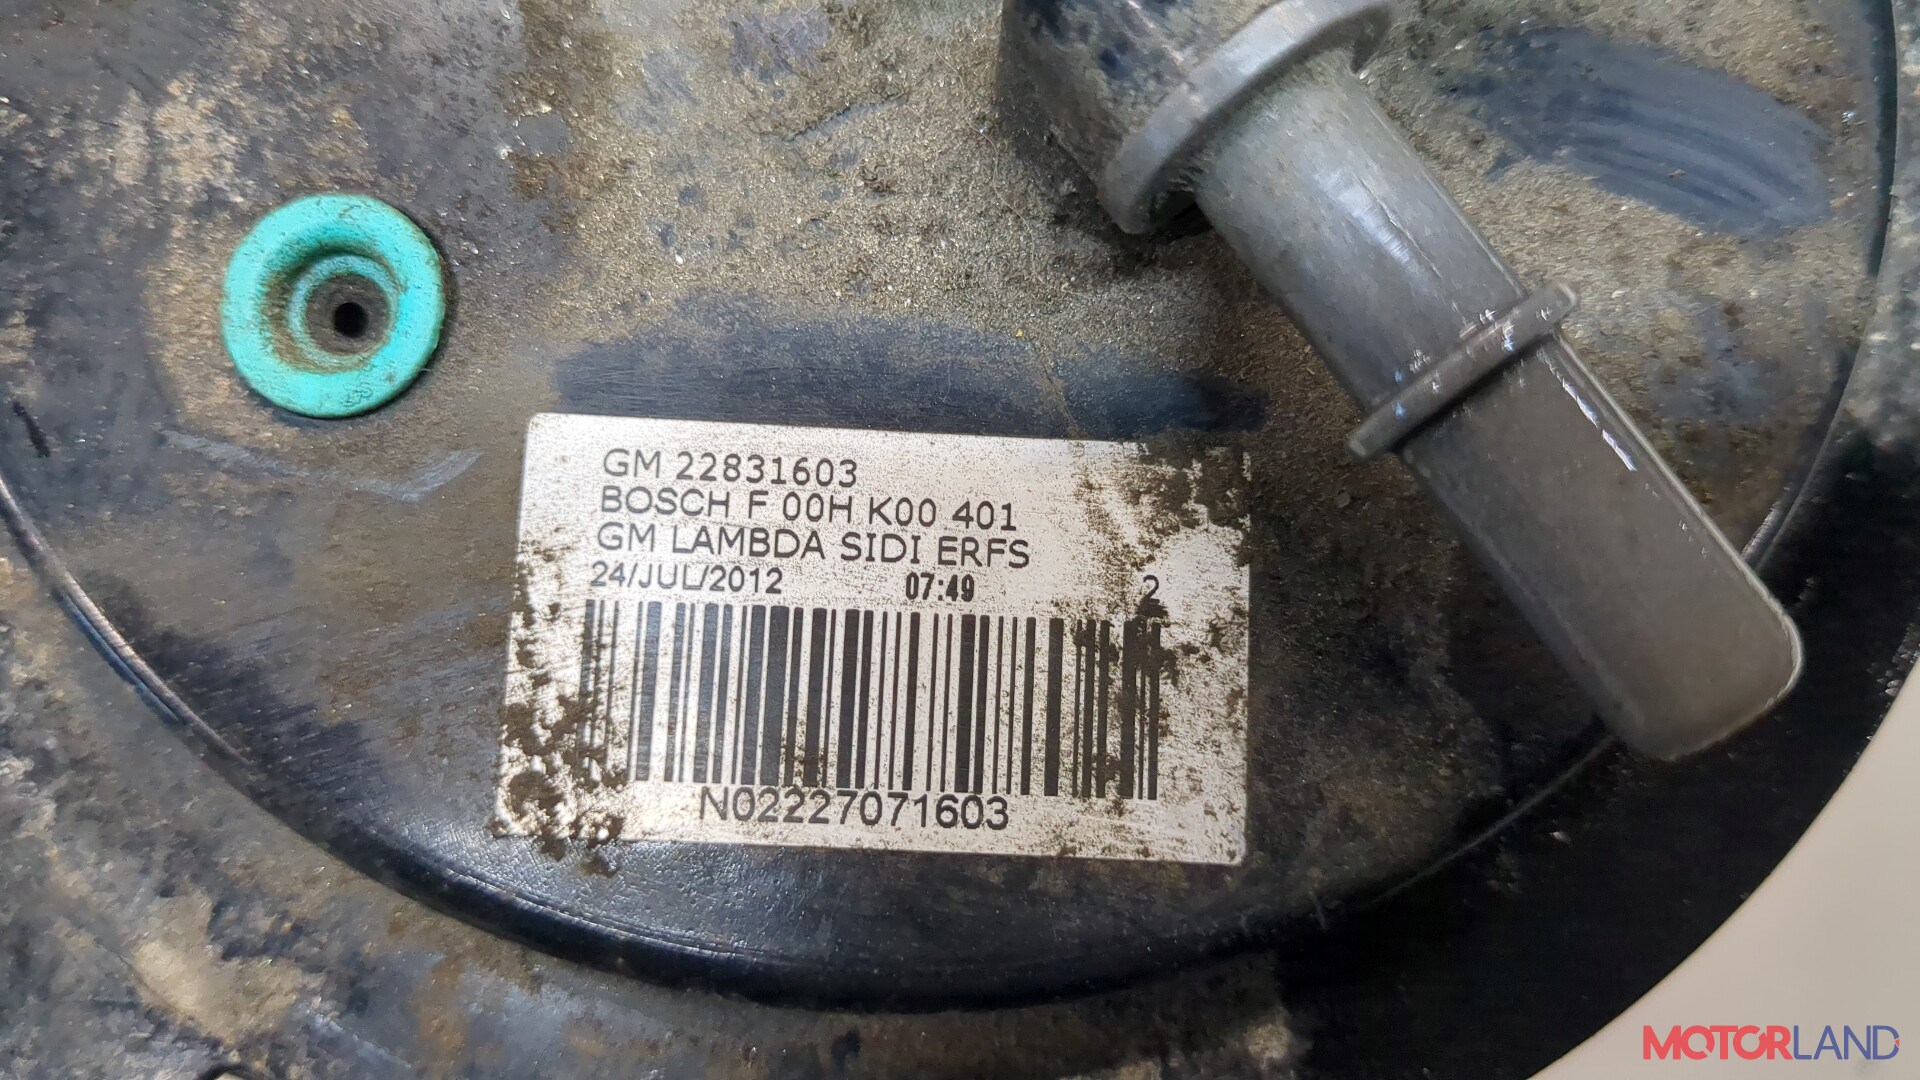 GM 22831603
BOSCH F 00H K00 401
GM LAMBDA SIDI ERFS
24/JUL/2012 07:49 2
N02227071603
MOTORLAND